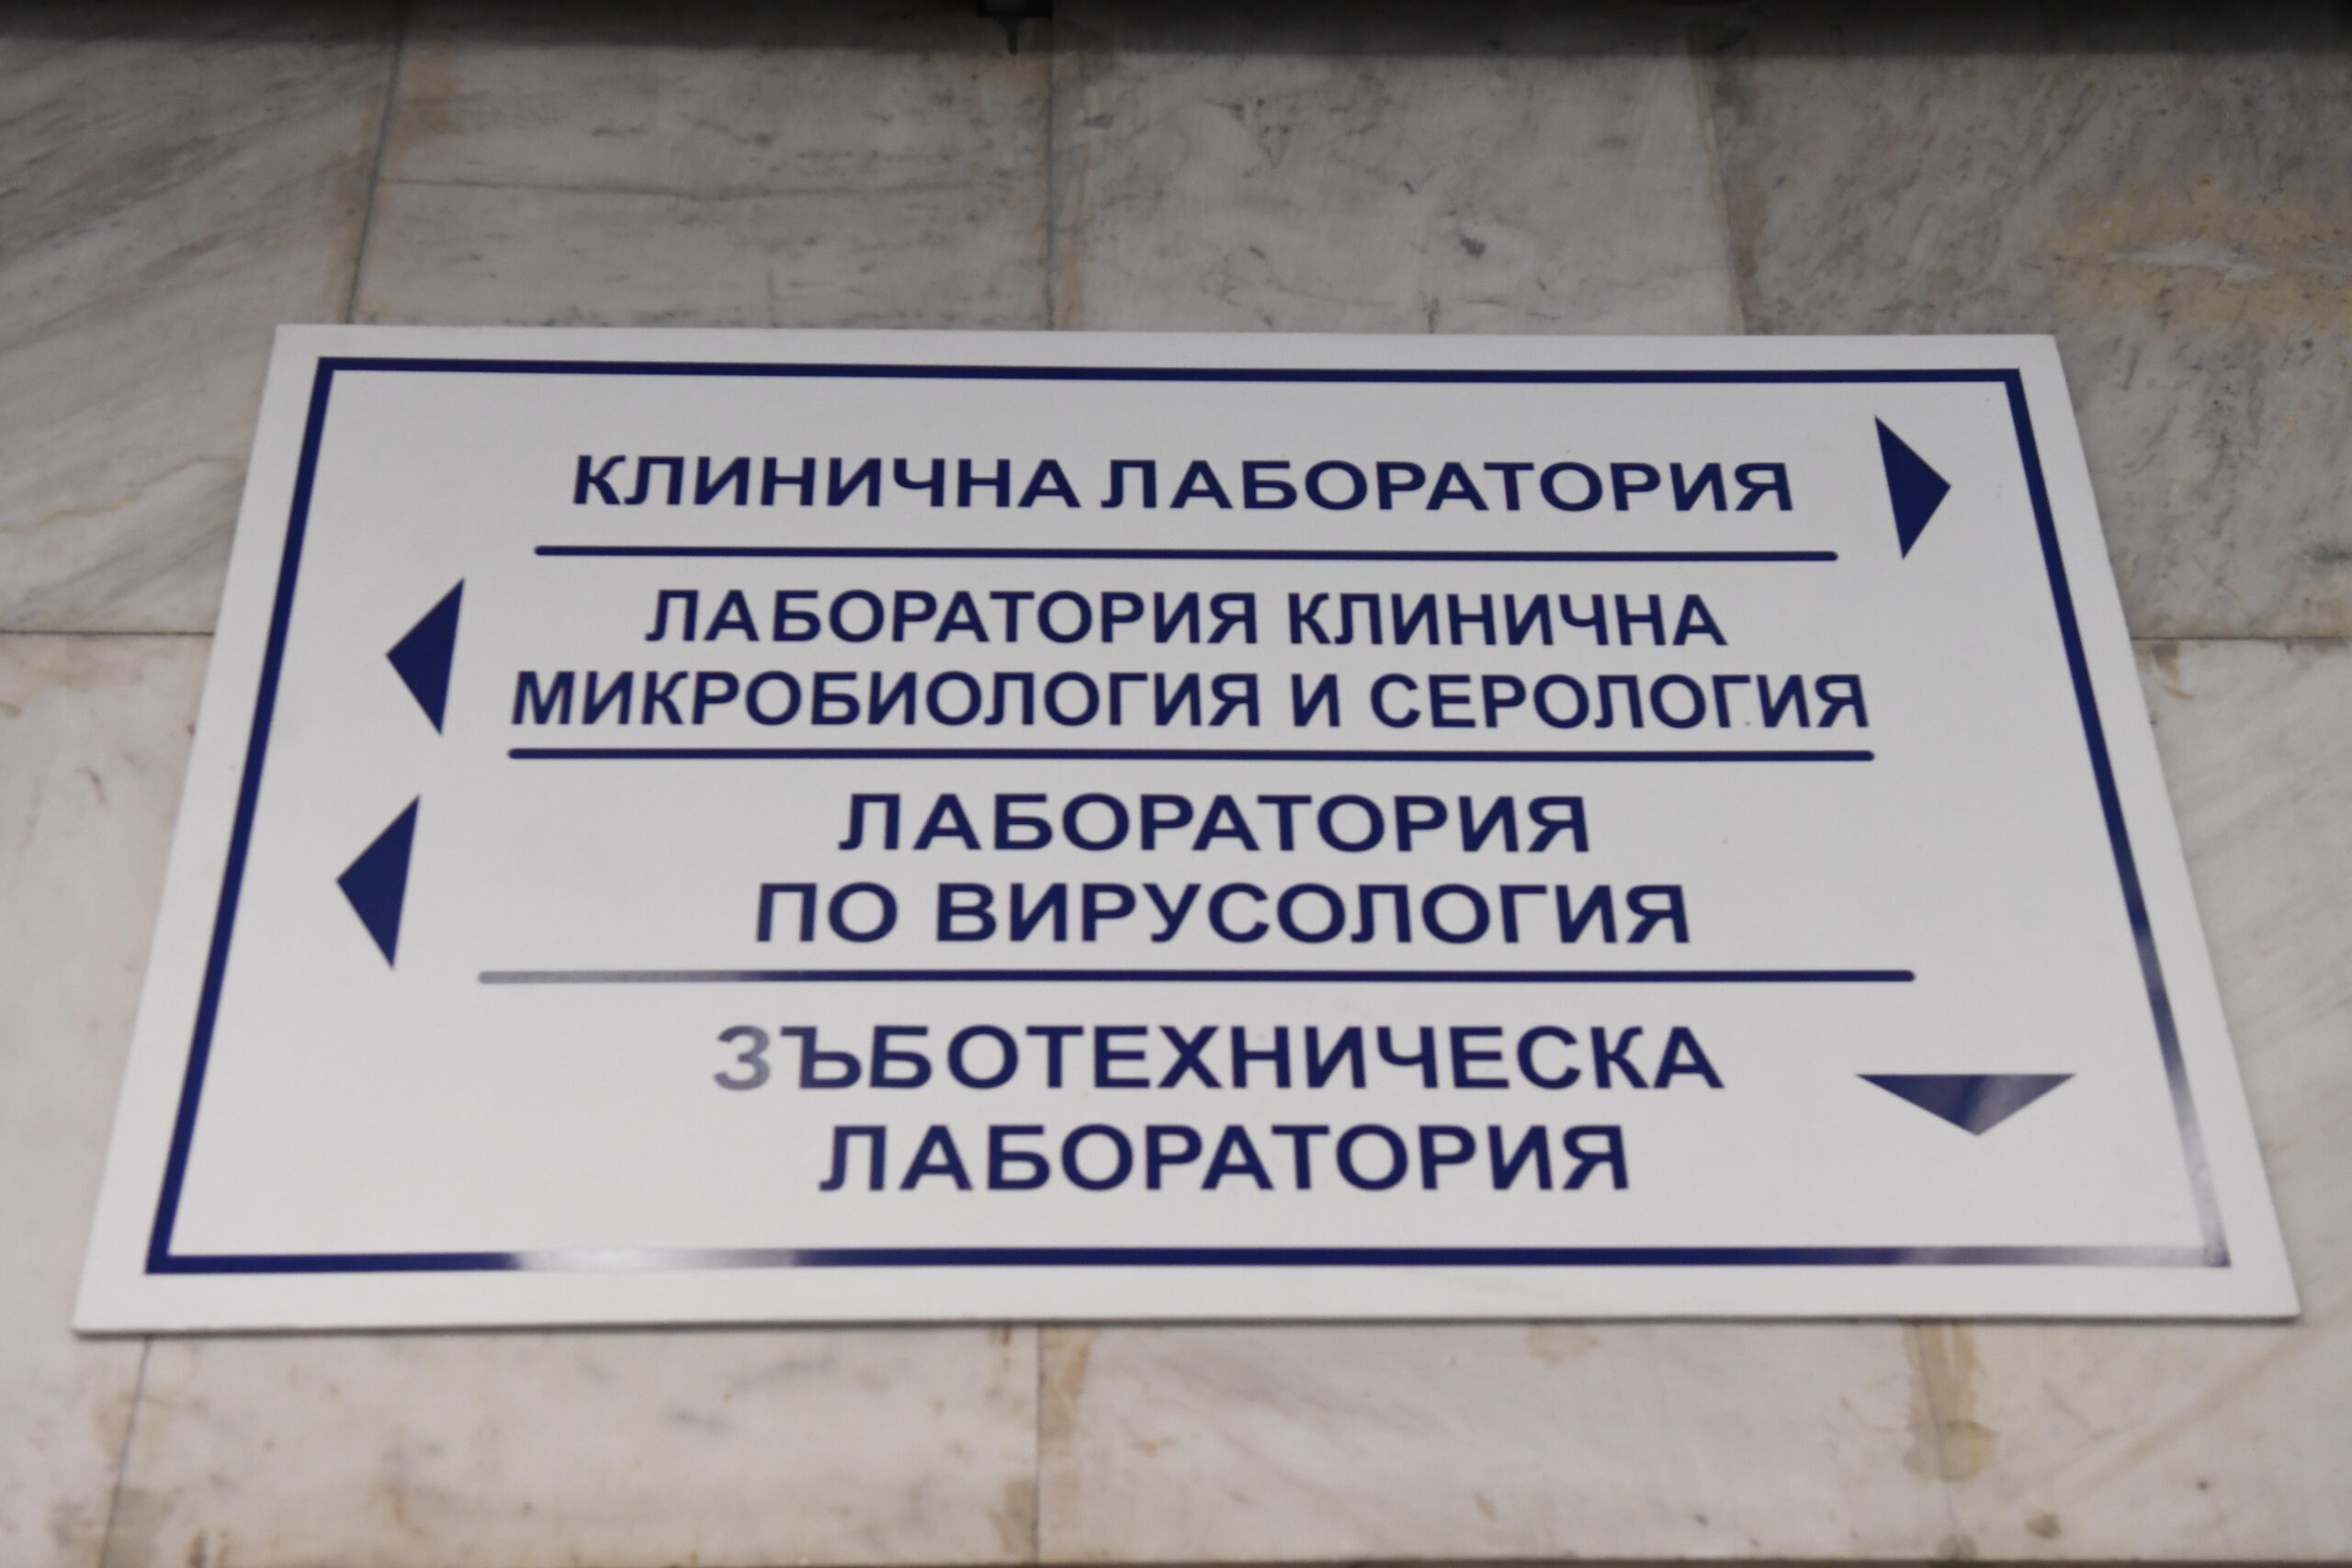 КЛИНИЧНА ЛАБОРАТОРИЯ
ЛАБОРАТОРИЯ КЛИНИЧНА
МИКРОБИОЛОГИЯ И СЕРОЛОГИЯ
ЛАБОРАТОРИЯ
ПО ВИРУСОЛОГИЯ
ЗЪБОТЕХНИЧЕСКА
ЛАБОРАТОРИЯ